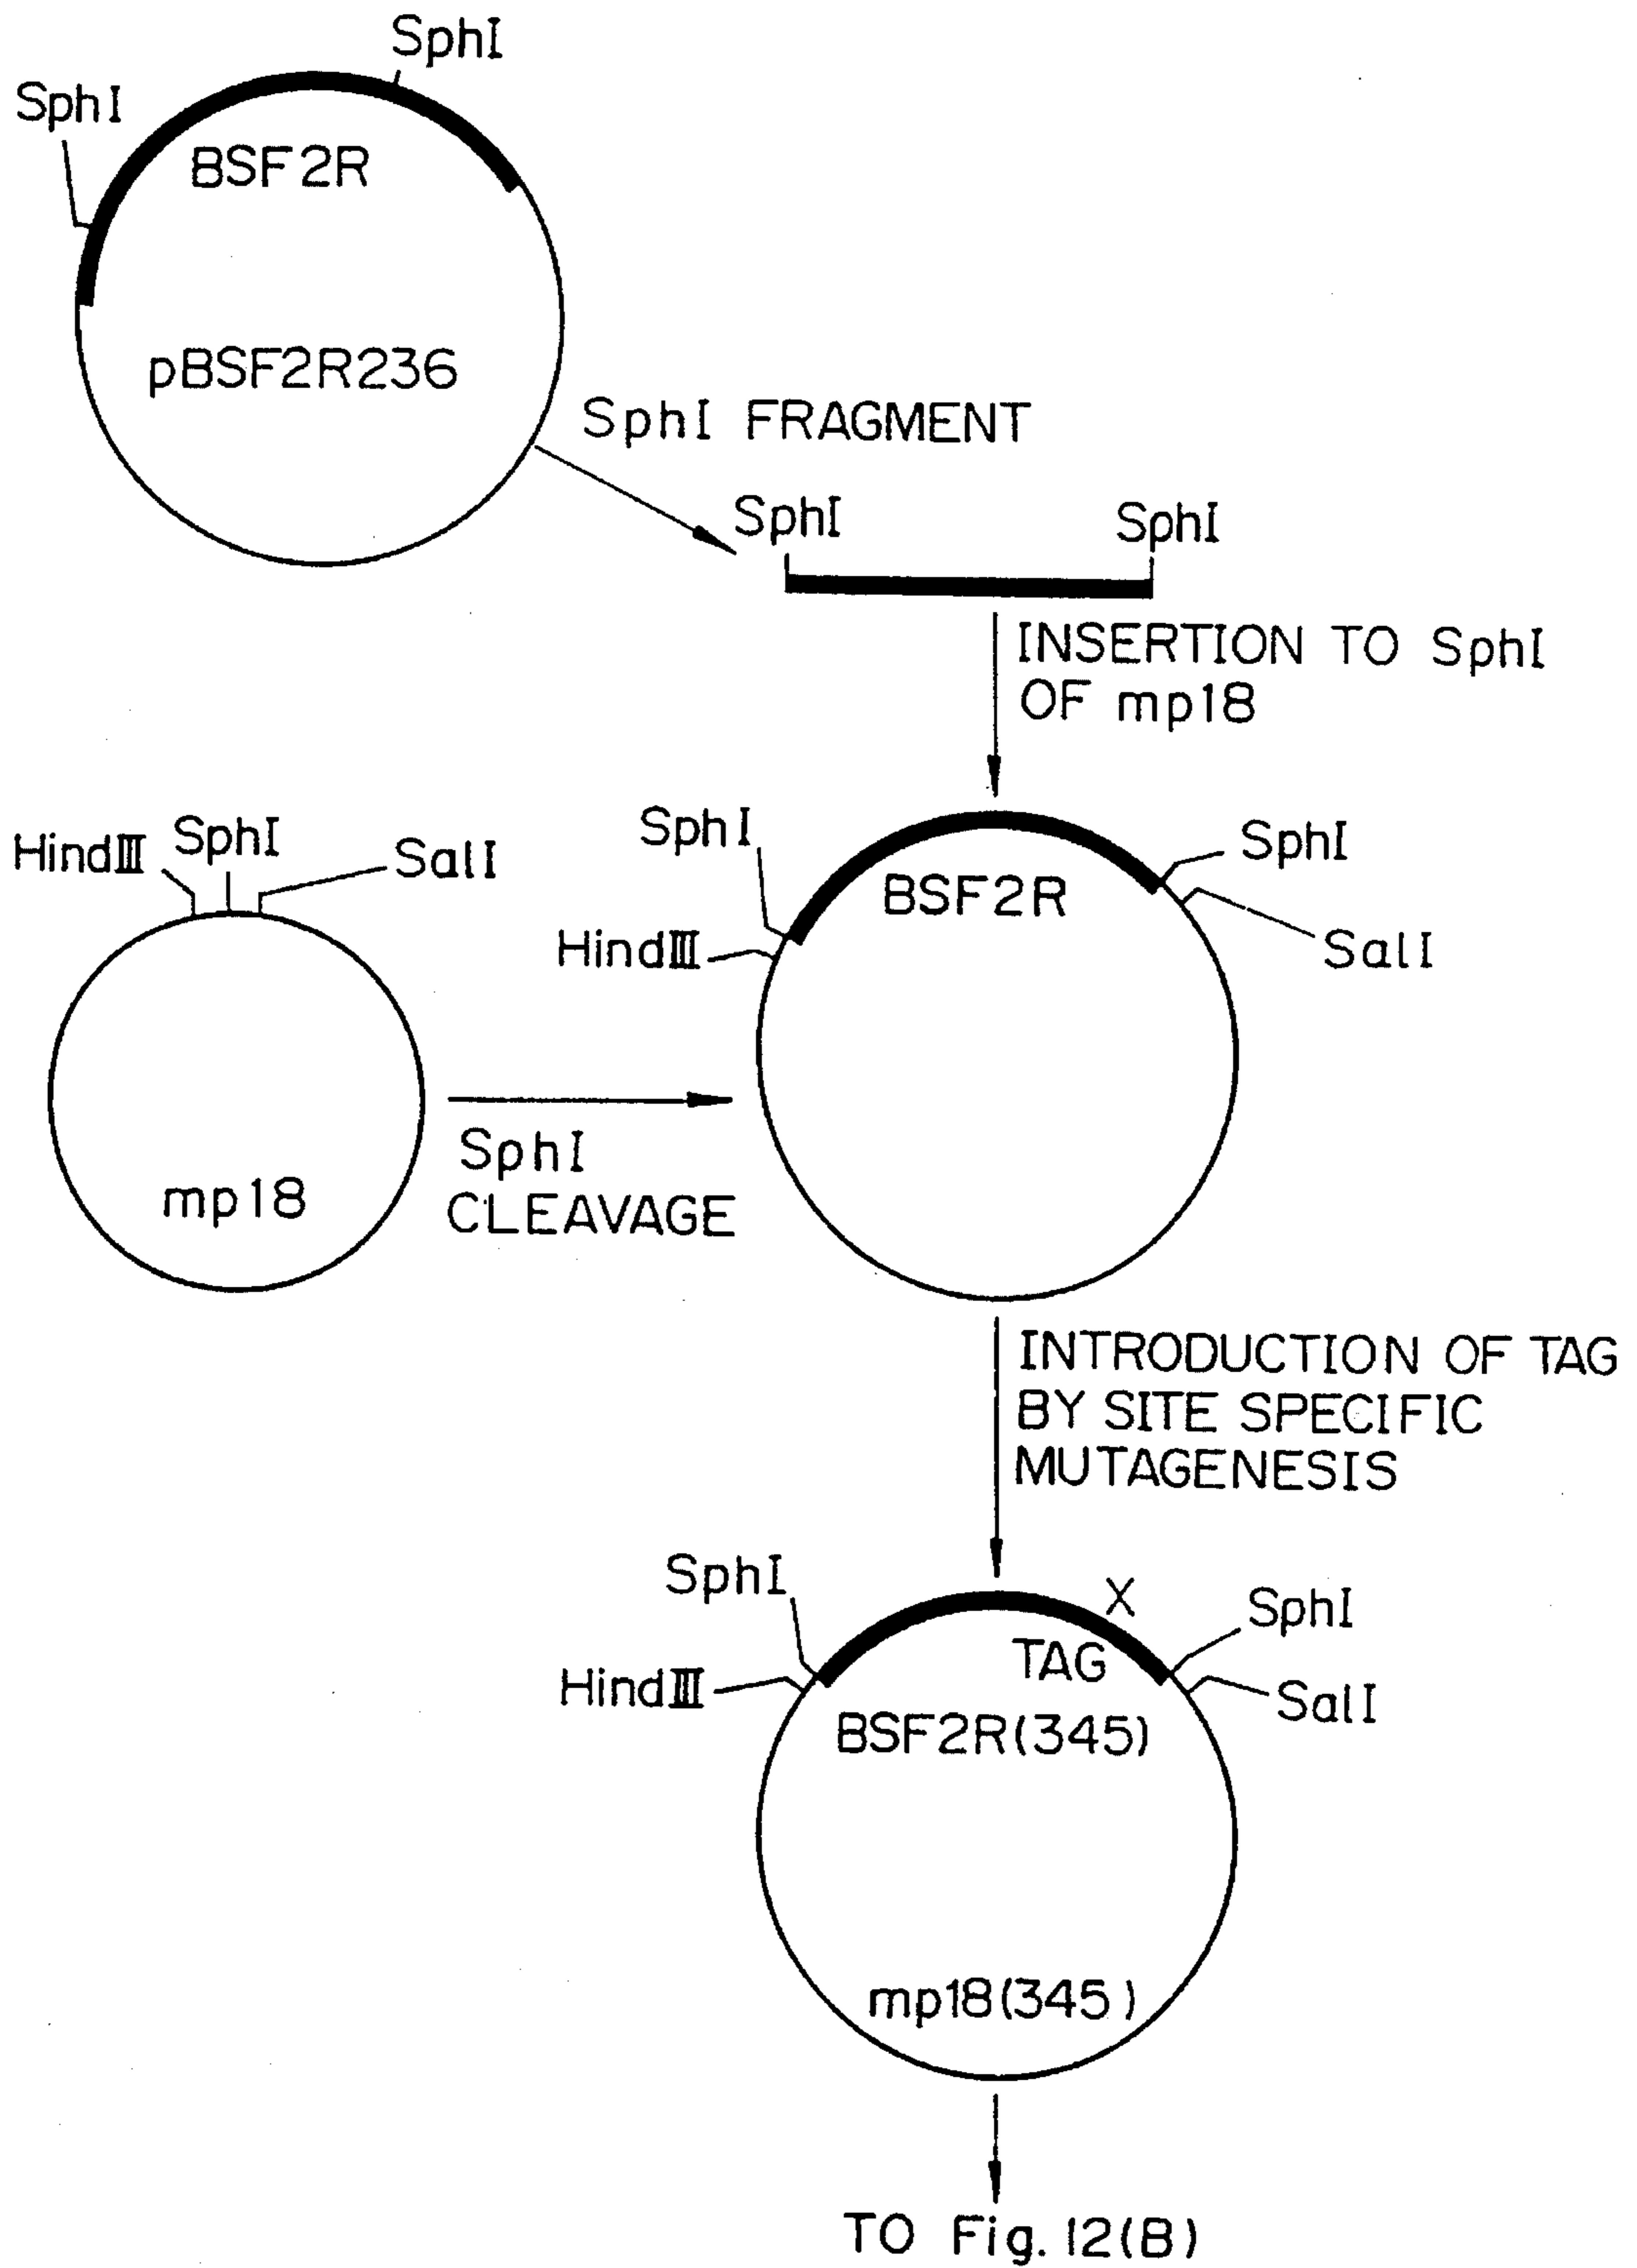 SphI
SphI
BSF2R
pBSF2R236
SphI FRAGMENT
SphI
SphI
INSERTION TO SphI
OF mp18
HindIII
SphI
SalI
mp18
SphI
CLEAVAGE
SphI
SphI
BSF2R
HindIII
SalI
INTRODUCTION OF TAG
BY SITE SPECIFIC
MUTAGENESIS
SphI
X
SphI
TAG
HindIII
SalI
BSF2R(345)
mp18(345)
TO Fig. 12(B)